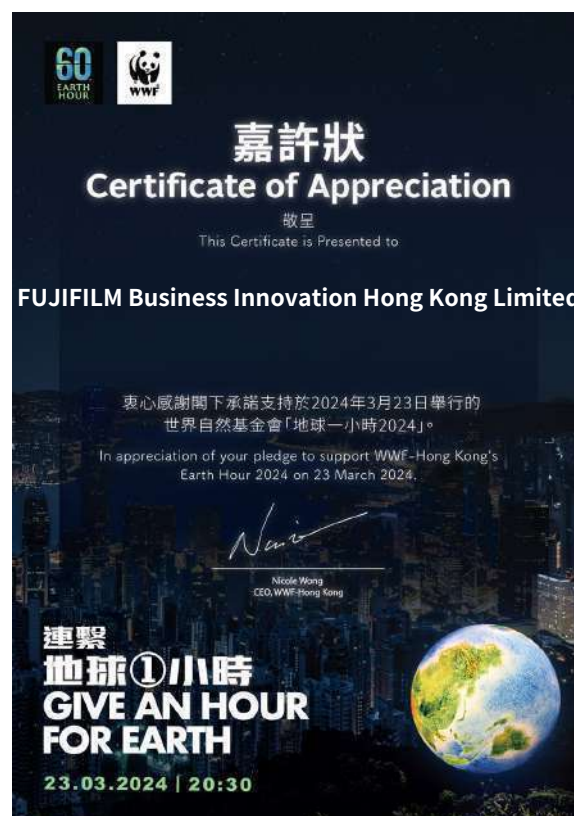 60
EARTH
HOUR
WWF
嘉許狀
Certificate of Appreciation
敬呈
This Certificate is Presented to
FUJIFILM Business Innovation Hong Kong Limited
衷心感謝閣下承諾支持於2024年3月23日舉行的
世界自然基金會「地球一小時2024」。
In appreciation of your pledge to support WWF-Hong Kong's
Earth Hour 2024 on 23 March 2024.
Nicole Wong
CEO, WWF-Hong Kong
連繫
地球①小時
GIVE AN HOUR
FOR EARTH
23.03.2024 | 20:30